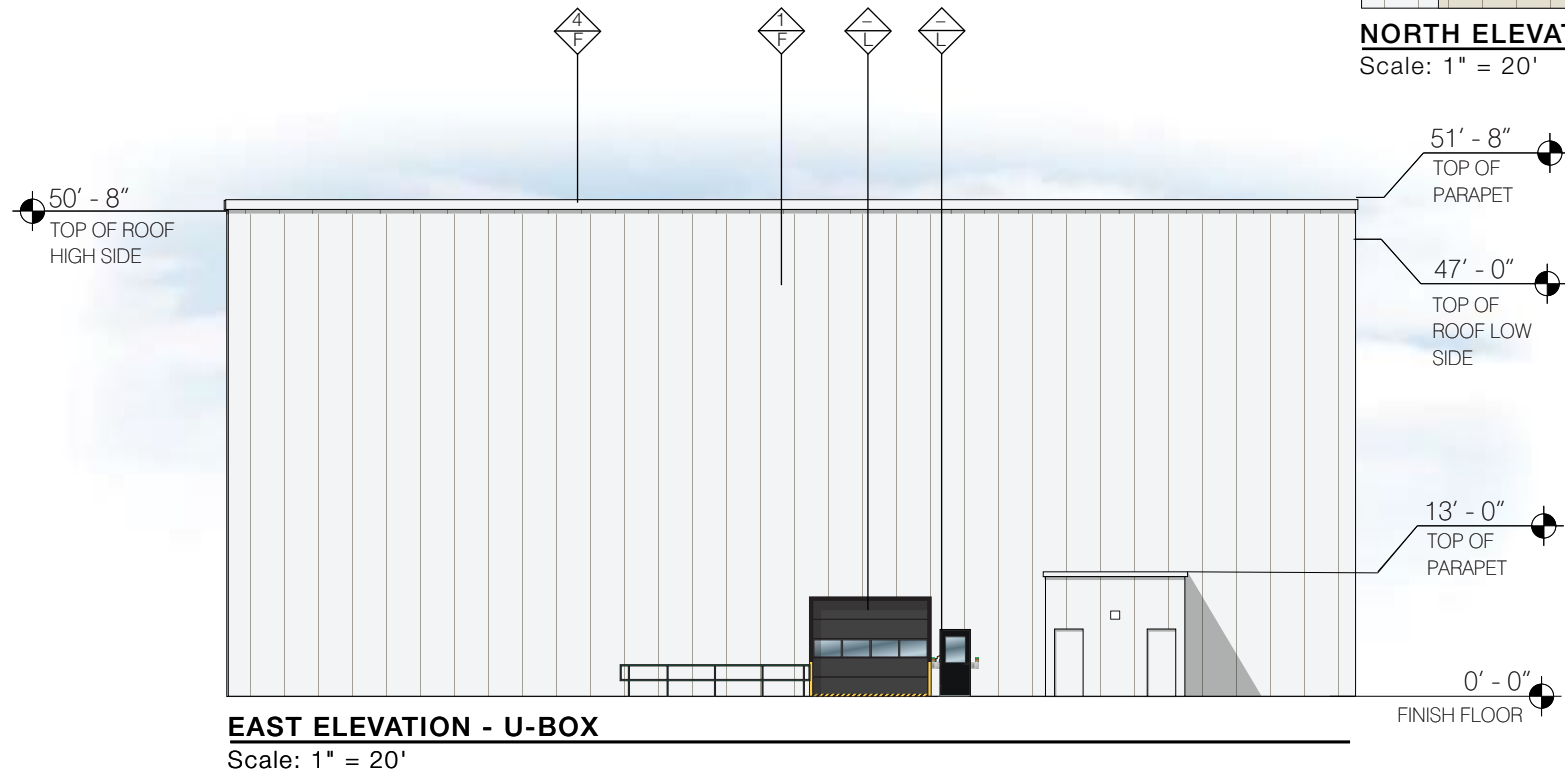 4
F
1
F
–
L
–
L
NORTH ELEVAT
Scale: 1" = 20'
50' - 8"
TOP OF ROOF
HIGH SIDE
51' - 8"
TOP OF
PARAPET
47' - 0"
TOP OF
ROOF LOW
SIDE
13' - 0"
TOP OF
PARAPET
0' - 0"
FINISH FLOOR
EAST ELEVATION - U-BOX
Scale: 1" = 20'